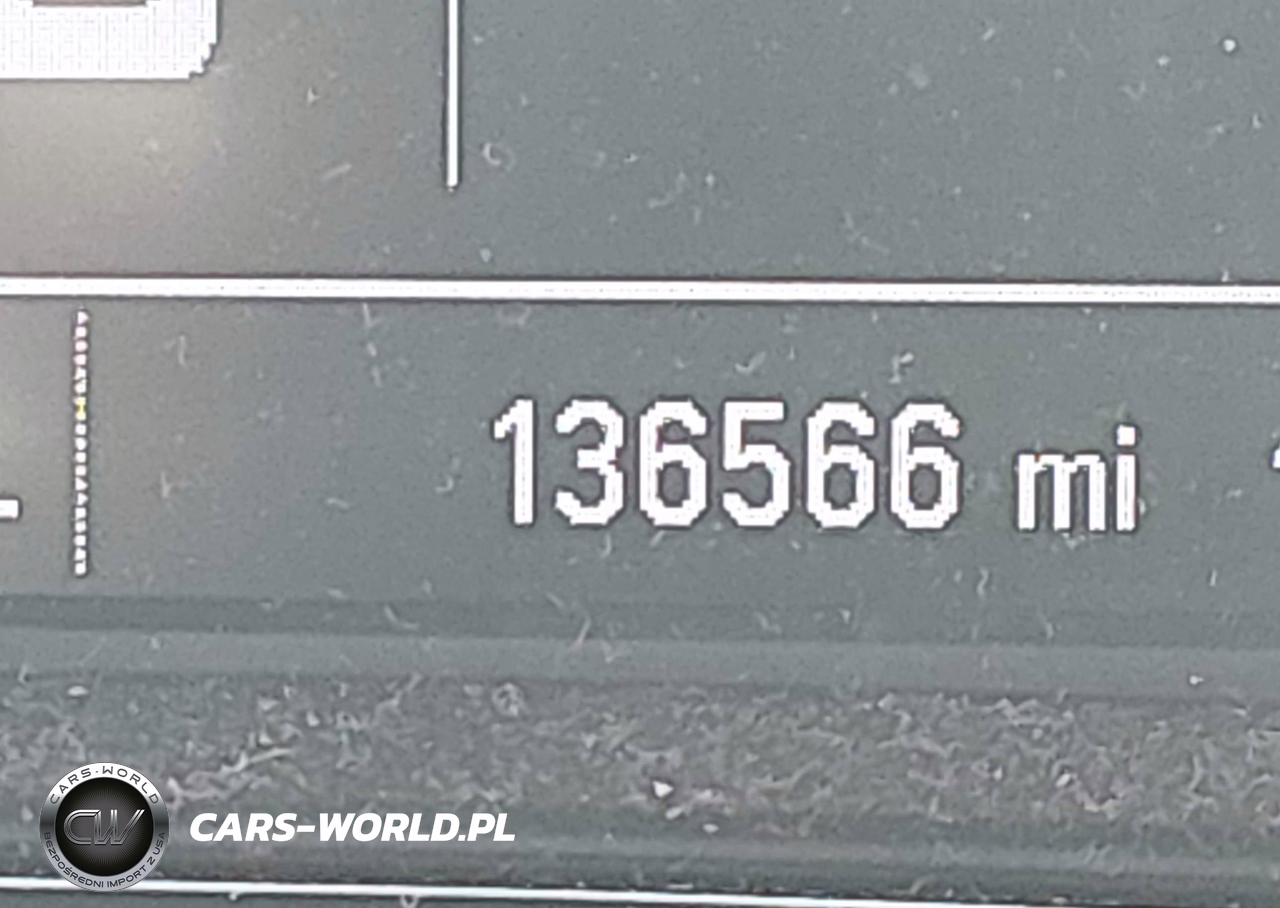 136566 mi
CARS-WORLD
CW
BEZPOŚREDNI IMPORT Z USA
CARS-WORLD.PL